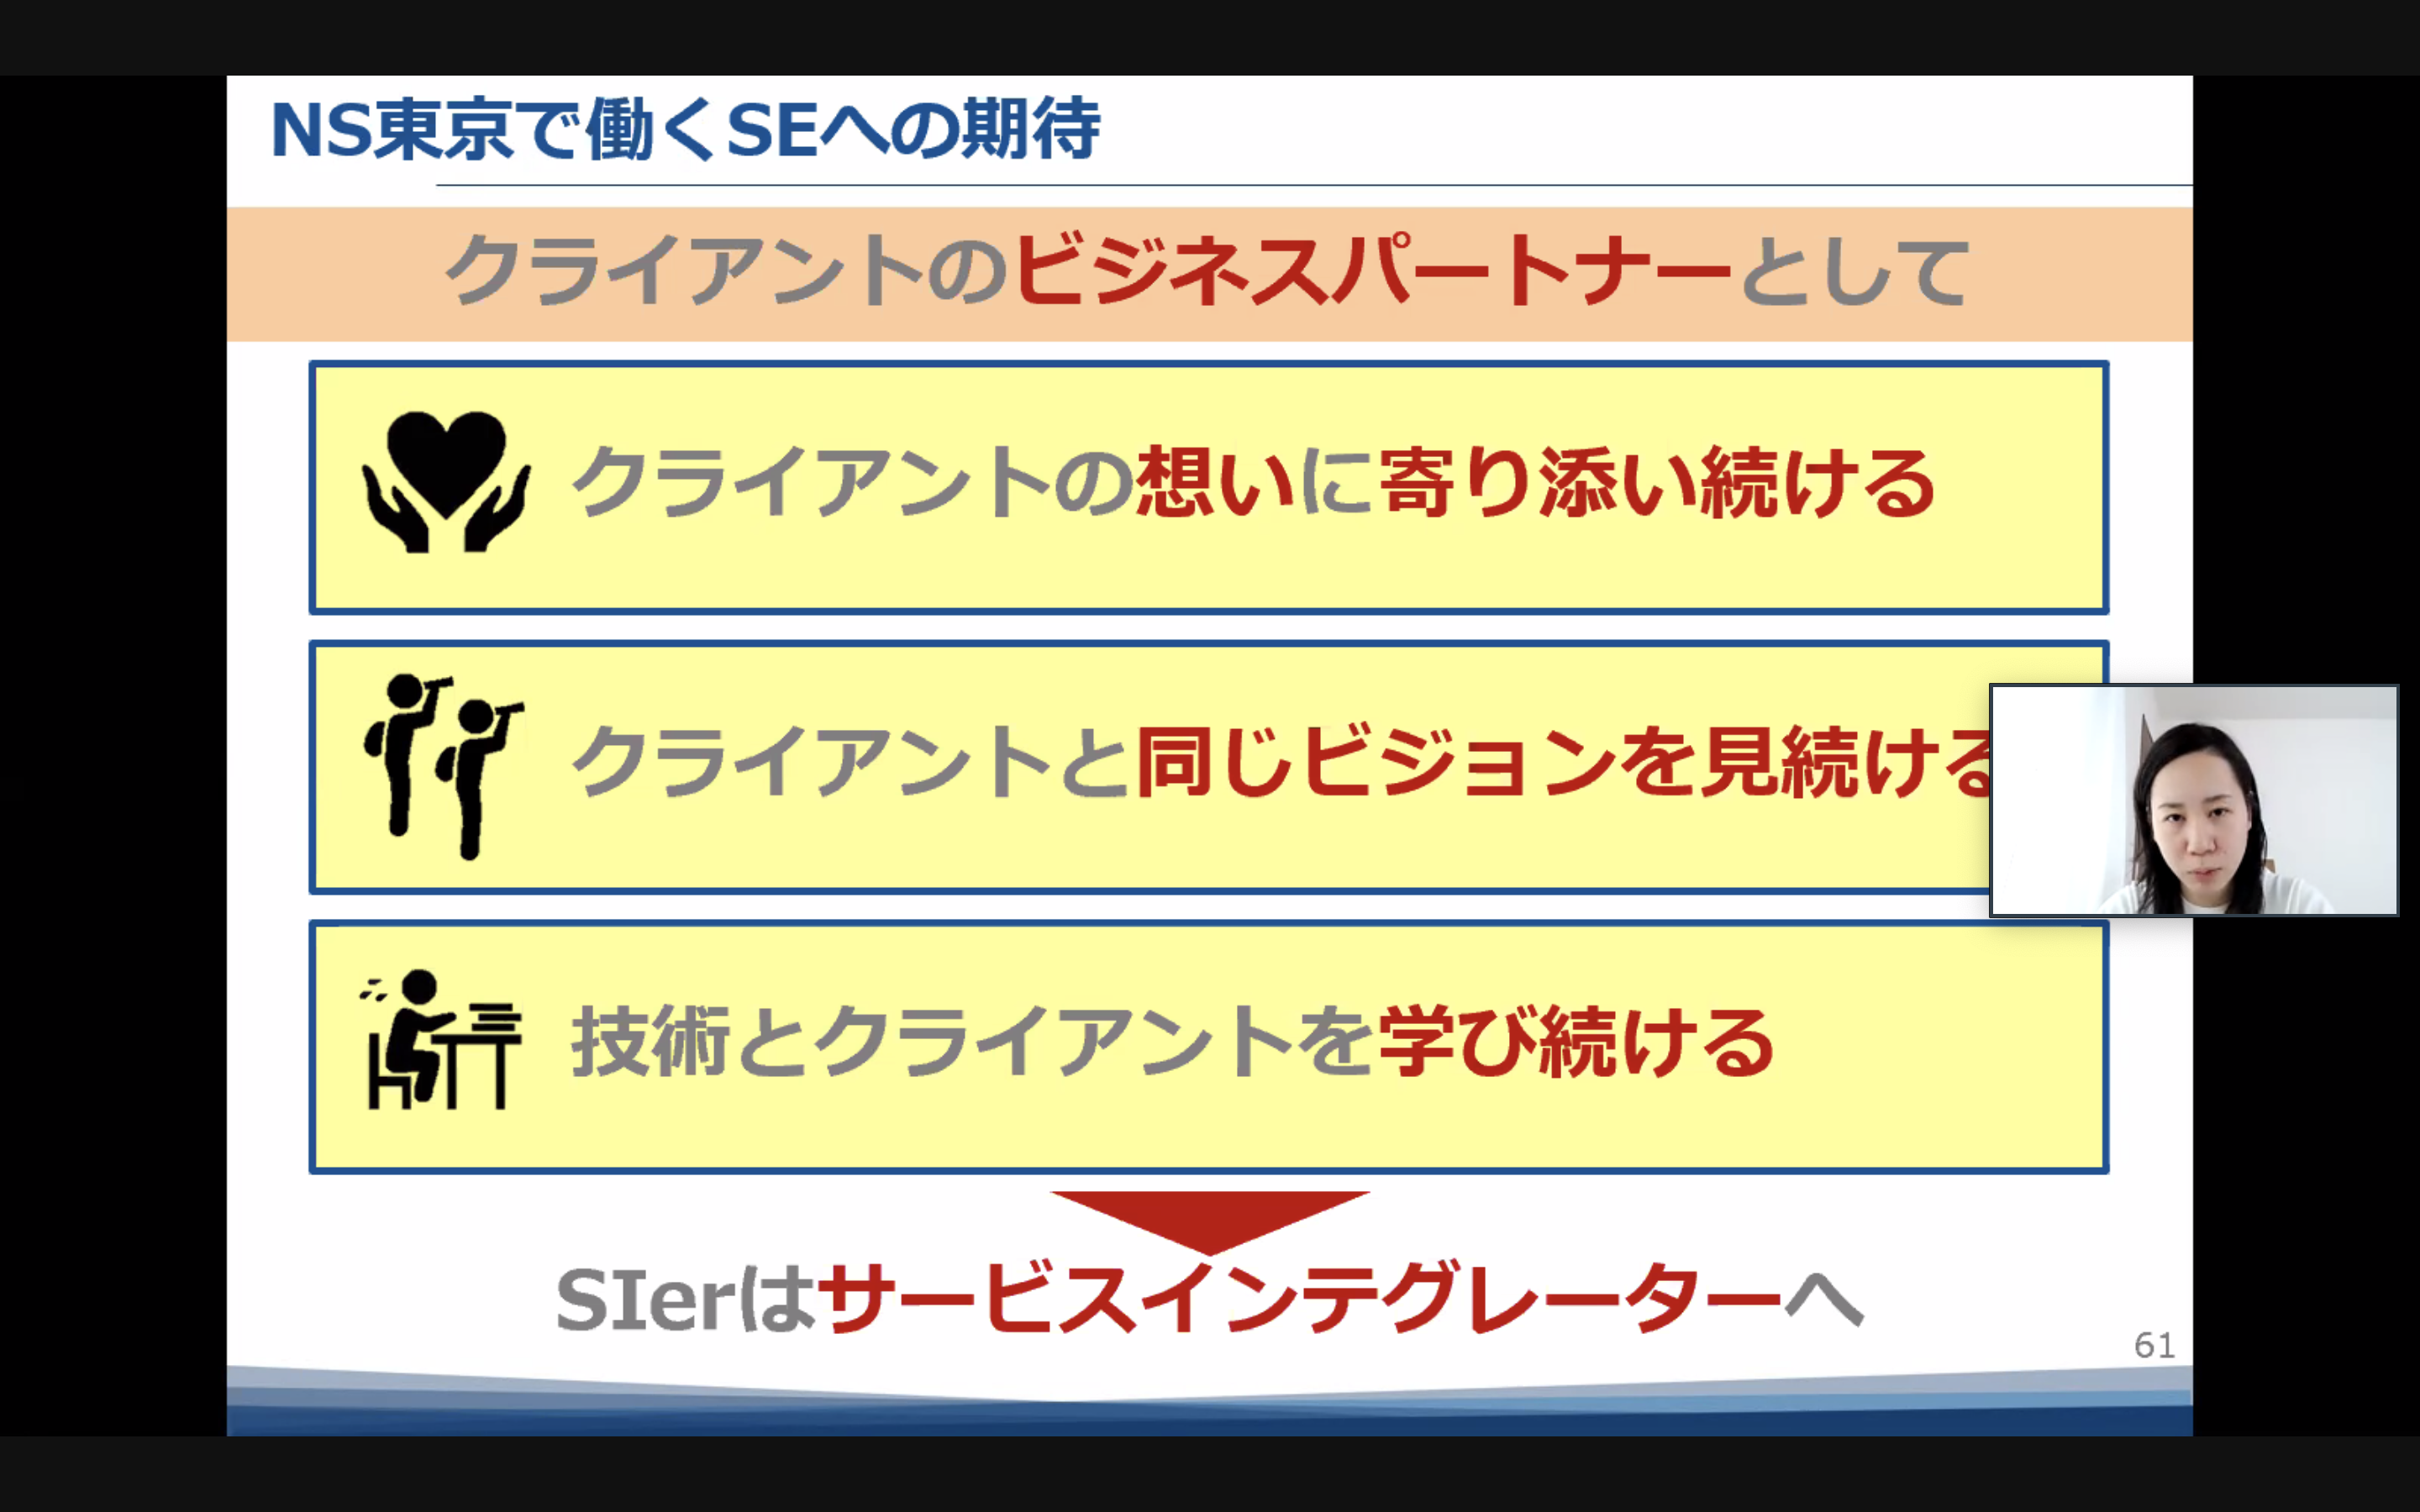 NS東京で働くSEへの期待
クライアントのビジネスパートナーとして
クライアントの想いに寄り添い続ける
クライアントと同じビジョンを見続ける
技術とクライアントを学び続ける
SIerはサービスインテグレーターへ
61